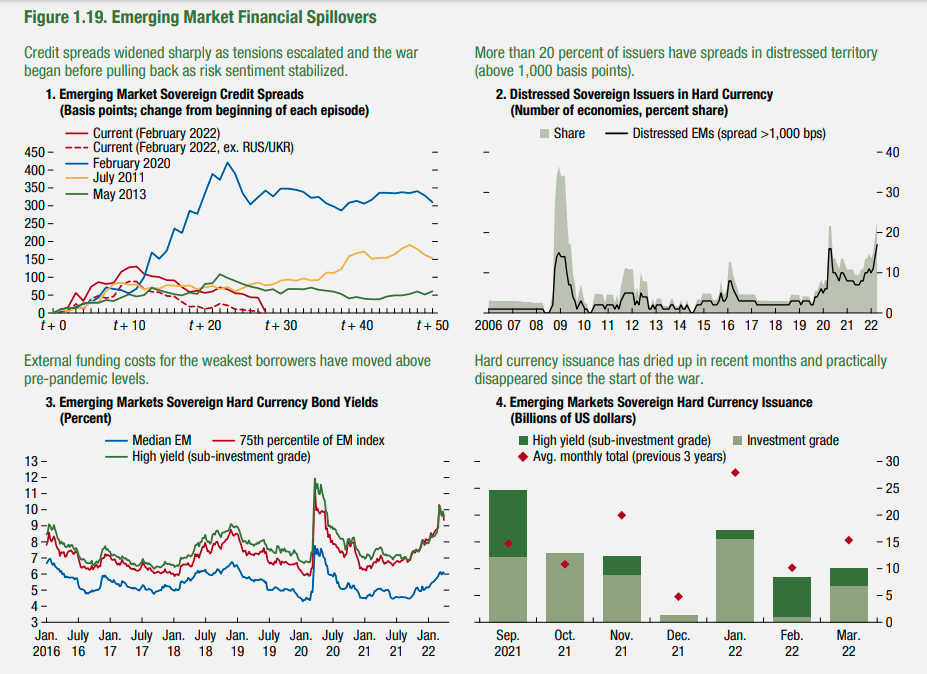 Figure 1.19. Emerging Market Financial Spillovers
Credit spreads widened sharply as tensions escalated and the war
began before pulling back as risk sentiment stabilized.
1. Emerging Market Sovereign Credit Spreads
(Basis points; change from beginning of each episode)
Current (February 2022)
Current (February 2022, ex. RUS/UKR)
February 2020
July 2011
May 2013
450
400
350
300
250
200
150
100
50
0
t + 0 t + 10 t + 20 t + 30 t + 40 t + 50
More than 20 percent of issuers have spreads in distressed territory
(above 1,000 basis points).
2. Distressed Sovereign Issuers in Hard Currency
(Number of economies, percent share)
Share Distressed EMs (spread >1,000 bps)
40
30
20
10
0
2006 07 08 09 10 11 12 13 14 15 16 17 18 19 20 21 22
External funding costs for the weakest borrowers have moved above
pre-pandemic levels.
3. Emerging Markets Sovereign Hard Currency Bond Yields
(Percent)
Median EM 75th percentile of EM index
High yield (sub-investment grade)
13
12
11
10
9
8
7
6
5
4
3
Jan. July Jan. July Jan. July Jan. July Jan. July Jan. July Jan.
2016 16 17 17 18 18 19 19 20 20 21 21 22
Hard currency issuance has dried up in recent months and practically
disappeared since the start of the war.
4. Emerging Markets Sovereign Hard Currency Issuance
(Billions of US dollars)
High yield (sub-investment grade) Investment grade
Avg. monthly total (previous 3 years)
30
25
20
15
10
5
0
Sep. Oct. Nov. Dec. Jan. Feb. Mar.
2021 21 21 21 22 22 22